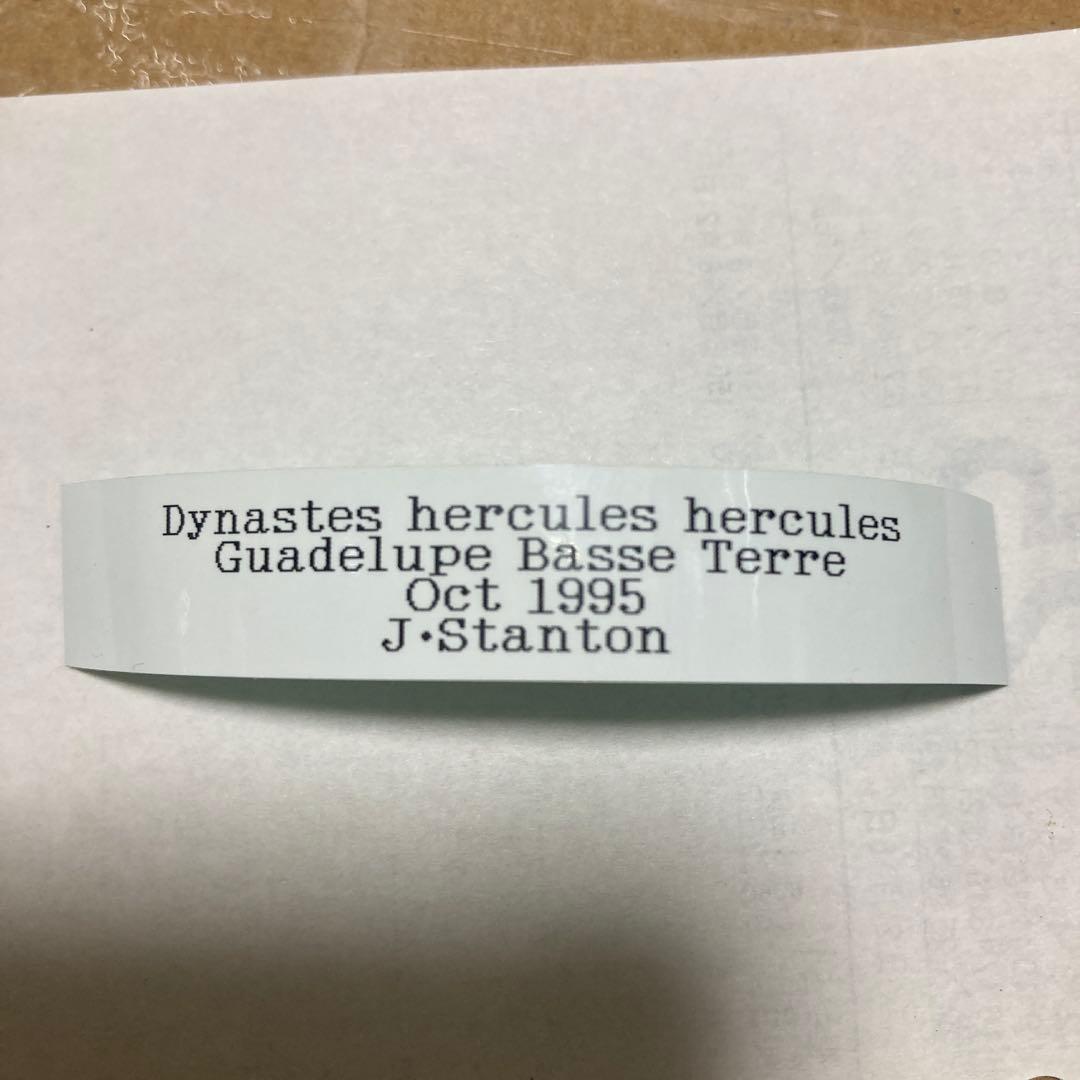 Dynastes hercules hercules
Guadelupe Basse Terre
Oct 1995
J·Stanton